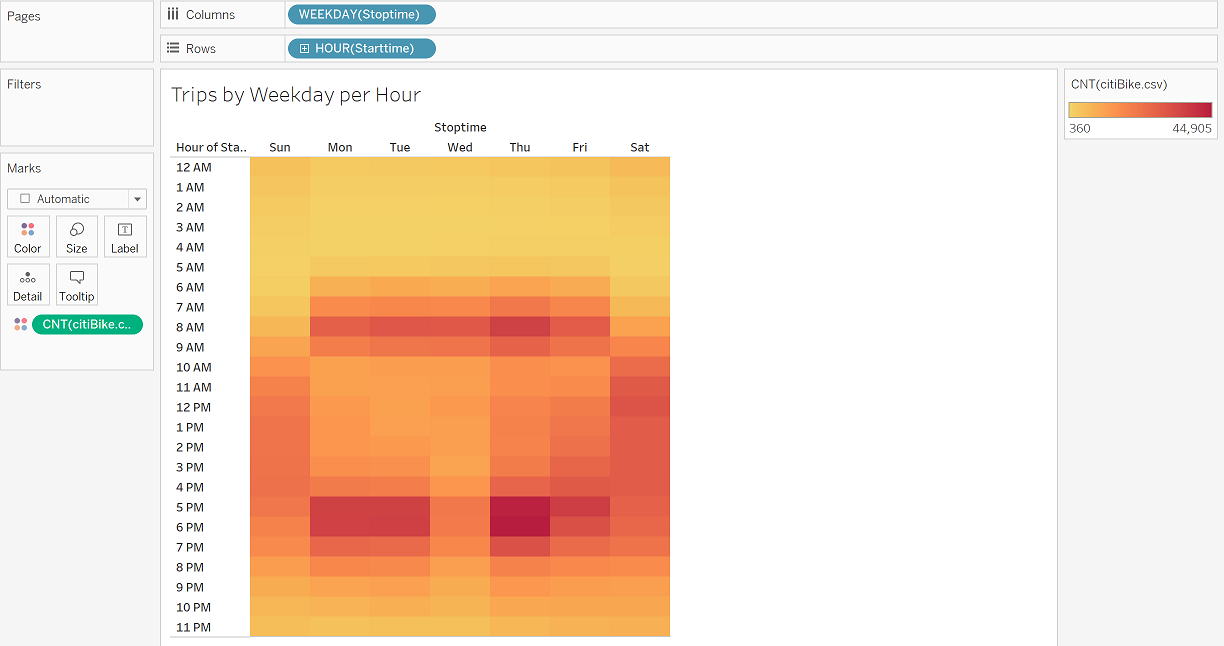 Pages
Columns
WEEKDAY(Stoptime)
Rows
HOUR(Starttime)
Filters
Marks
Automatic
Color Size Label
Detail Tooltip
CNT(citiBike.c..
Trips by Weekday per Hour
Stoptime
Hour of Sta.. Sun Mon Tue Wed Thu Fri Sat
12 AM
1 AM
2 AM
3 AM
4 AM
5 AM
6 AM
7 AM
8 AM
9 AM
10 AM
11 AM
12 PM
1 PM
2 PM
3 PM
4 PM
5 PM
6 PM
7 PM
8 PM
9 PM
10 PM
11 PM
CNT(citiBike.csv)
360 44,905